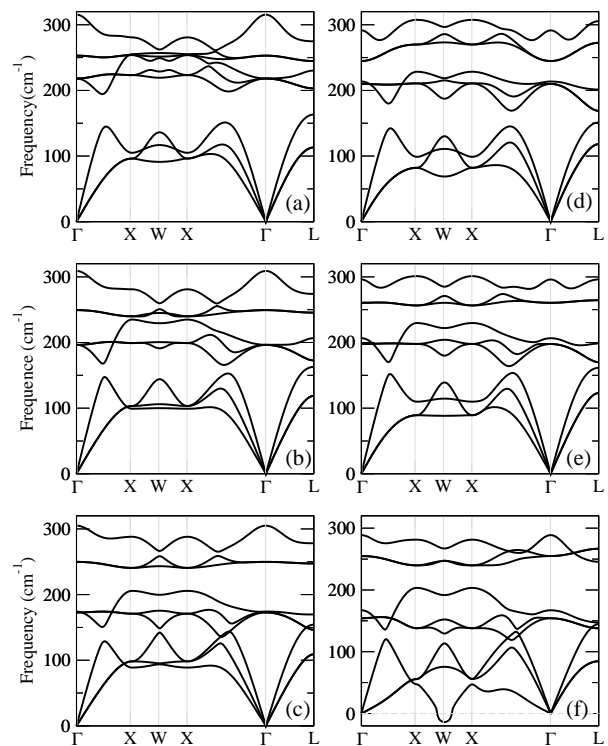 300
200
100
0
Frequency(cm-1)
(a)
Γ X W X Γ L
300
200
100
0
(d)
Γ X W X Γ L
300
200
100
0
Frequence (cm-1)
(b)
Γ X W X Γ L
300
200
100
0
(e)
Γ X W X Γ L
300
200
100
0
Frequency (cm-1)
(c)
Γ X W X Γ L
300
200
100
0
(f)
Γ X W X Γ L